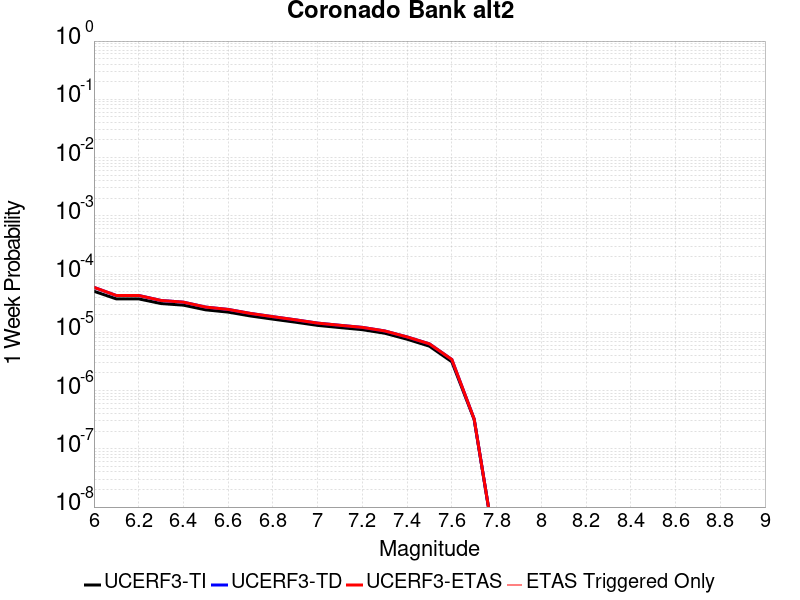 Coronado Bank alt2
10^0
10^-1
10^-2
10^-3
10^-4
10^-5
10^-6
10^-7
10^-8
1 Week Probability
6 6.2 6.4 6.6 6.8 7 7.2 7.4 7.6 7.8 8 8.2 8.4 8.6 8.8 9
Magnitude
UCERF3-TI UCERF3-TD UCERF3-ETAS ETAS Triggered Only